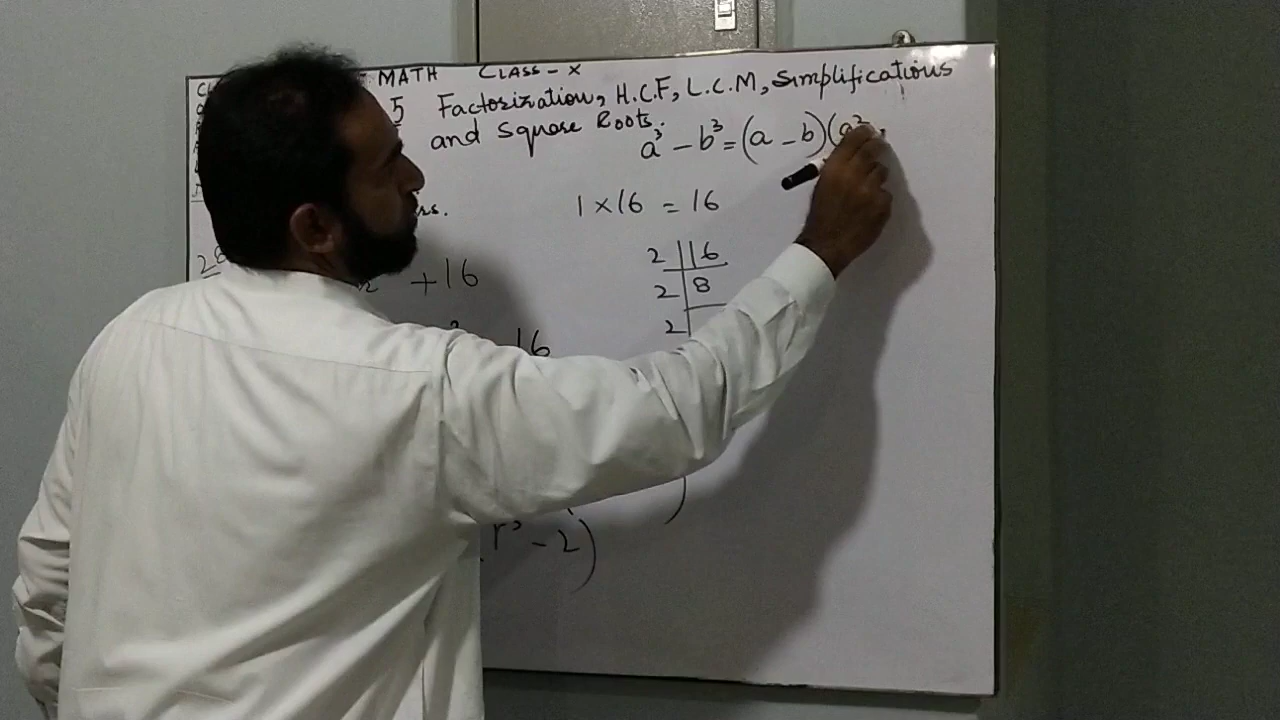 MATH CLASS - X
5 Factorization, H.C.F, L.C.M, Simplifications
and Square Roots.
a³ - b³ = (a - b)(a²
1 × 16 = 16
2 | 16
+16
2 | 8
2 |
16
r³ - 2)